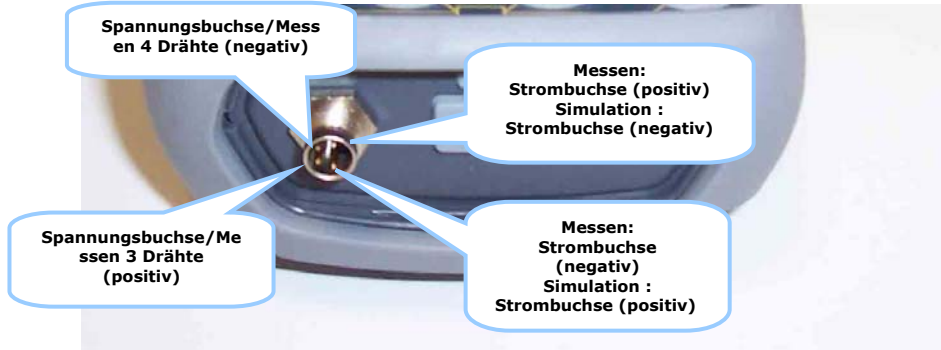 Spannungsbuchse/Mess
en 4 Drähte (negativ)
Messen:
Strombuchse (positiv)
Simulation :
Strombuchse (negativ)
Spannungsbuchse/Me
ssen 3 Drähte
(positiv)
Messen:
Strombuchse
(negativ)
Simulation :
Strombuchse (positiv)